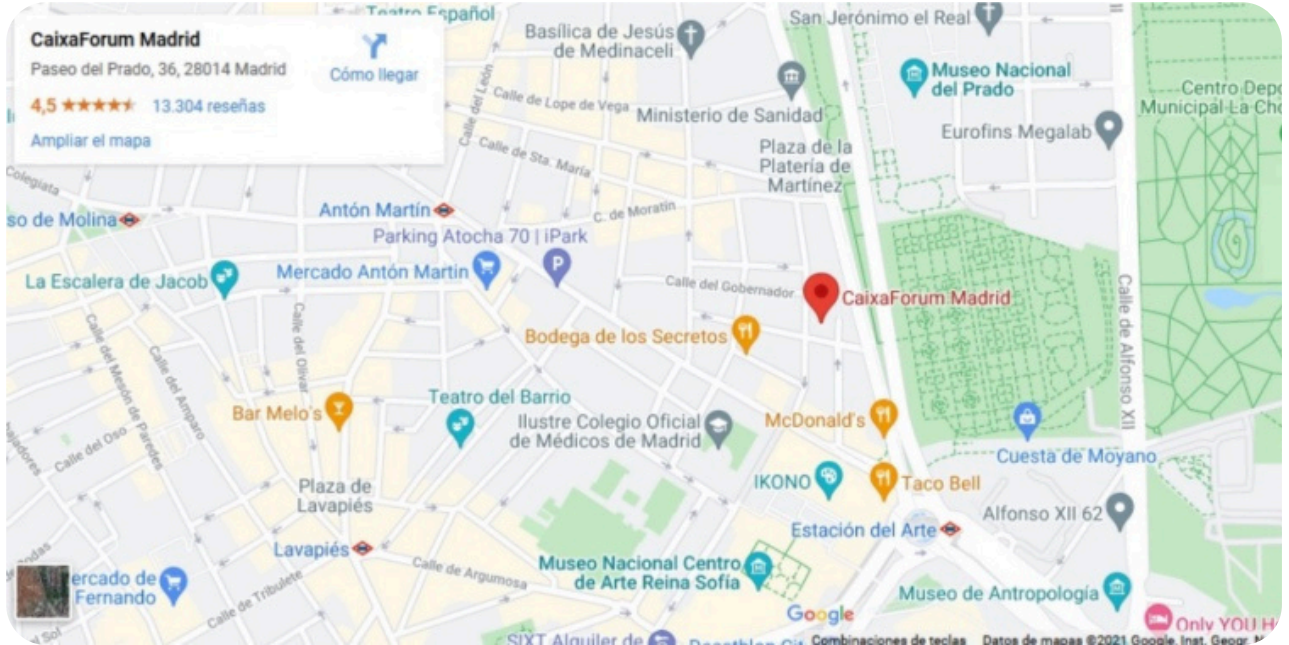 CaixaForum Madrid
Paseo del Prado, 36, 28014 Madrid
4,5
13.304 reseñas
Ampliar el mapa
Cómo llegar
Teatro Español
Basílica de Jesús
de Medinaceli
San Jerónimo el Real
Museo Nacional
del Prado
Centro Depo
Municipal La Cho
Calle del León
Calle de Lope de Vega
Ministerio de Sanidad
Eurofins Megalab
Calle de Sta. María
Plaza de la
Platería de
Martínez
Colegiata
so de Molina
Antón Martín
C. de Moratín
Parking Atocha 70 | iPark
La Escalera de Jacob
Mercado Antón Martín
Calle del Gobernador
CaixaForum Madrid
Calle de Alfonso XII
Calle del Olivar
Calle del Mesón de Paredes
Calle del Amparo
Bodega de los Secretos
Bar Melo's
Teatro del Barrio
Ilustre Colegio Oficial
de Médicos de Madrid
McDonald's
Cuesta de Moyano
Calle del Oso
bajadores
IKONO
Taco Bell
Plaza de
Lavapiés
Alfonso XII 62
Estación del Arte
Lavapiés
Calle de Argumosa
Museo Nacional Centro
de Arte Reina Sofía
ercado de
Fernando
Calle de Tribulete
Museo de Antropología
Google
Only YOU H
el Sol
SIXT Alquiler de
Decathlon Cit
Combinaciones de teclas
Datos de mapas ©2021 Google, Inst. Geogr. N